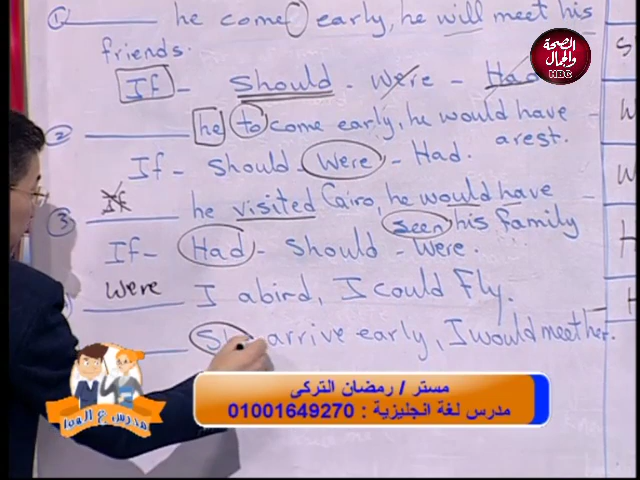 ① ______ he come early, he will meet his
friends.
If - Should - Were - Had
② ______ he to come early, he would have
a rest.
If - Should - Were - Had.
③ If he visited Cairo, he would have
seen his family
If - Had - Should - Were.
Were I a bird, I could Fly.
arrive early, I would meet her.
الصحة
والجمال
HBC
مستر / رمضان التركى
مدرس لغة انجليزية : 01001649270
مدرس ع الهوا